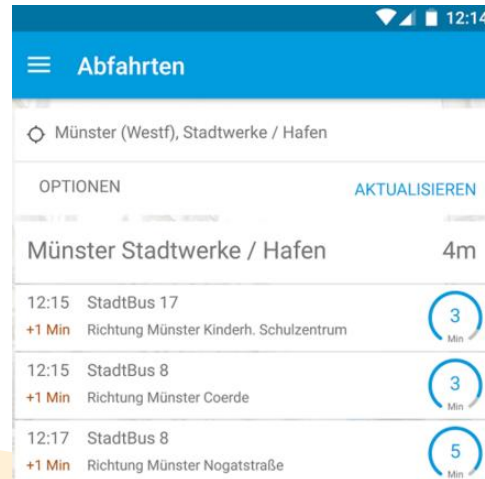 12:14
Abfahrten
Münster (Westf), Stadtwerke / Hafen
OPTIONEN AKTUALISIEREN
Münster Stadtwerke / Hafen 4m
12:15 StadtBus 17
+1 Min Richtung Münster Kinderh. Schulzentrum
3 Min
12:15 StadtBus 8
+1 Min Richtung Münster Coerde
3 Min
12:17 StadtBus 8
+1 Min Richtung Münster Nogatstraße
5 Min